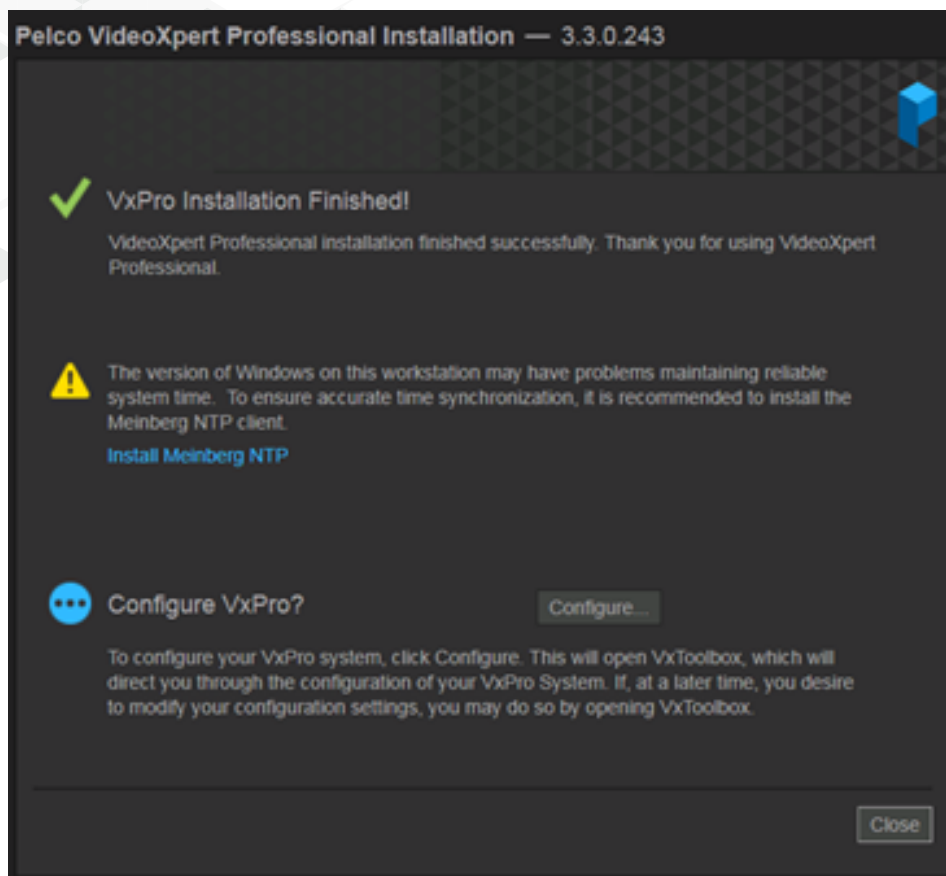 Pelco VideoXpert Professional Installation — 3.3.0.243
VxPro Installation Finished!
VideoXpert Professional installation finished successfully. Thank you for using VideoXpert
Professional.
The version of Windows on this workstation may have problems maintaining reliable
system time.  To ensure accurate time synchronization, it is recommended to install the
Meinberg NTP client.
Install Meinberg NTP
Configure VxPro?
Configure...
To configure your VxPro system, click Configure. This will open VxToolbox, which will
direct you through the configuration of your VxPro System. If, at a later time, you desire
to modify your configuration settings, you may do so by opening VxToolbox.
Close